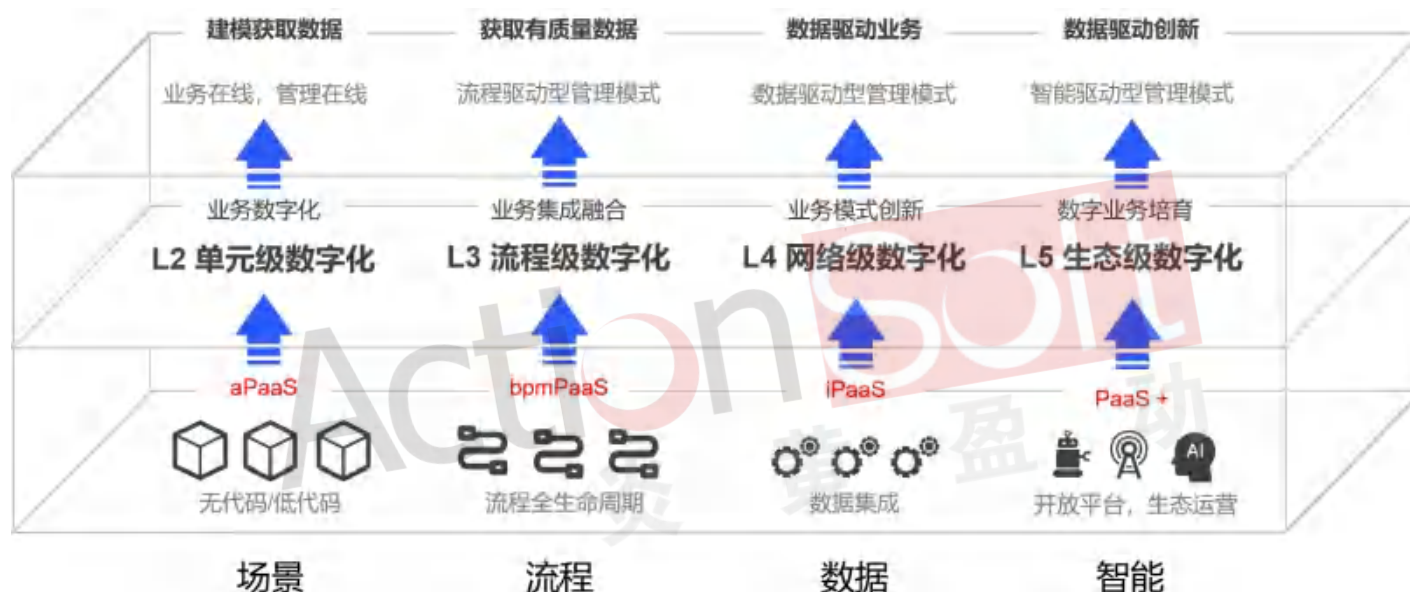 建模获取数据 获取有质量数据 数据驱动业务 数据驱动创新
业务在线，管理在线 流程驱动型管理模式 数据驱动型管理模式 智能驱动型管理模式
业务数字化 业务集成融合 业务模式创新 数字业务培育
L2 单元级数字化 L3 流程级数字化 L4 网络级数字化 L5 生态级数字化
ActionSoft
aPaaS bpmPaaS iPaaS PaaS +
炎黄盈动
AI
无代码/低代码 流程全生命周期 数据集成 开放平台，生态运营
场景 流程 数据 智能